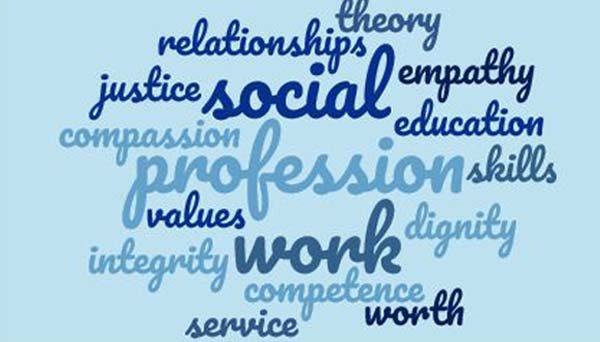 theory
relationships
justice social empathy
education
compassion
profession skills
values
dignity
integrity work
competence
service worth